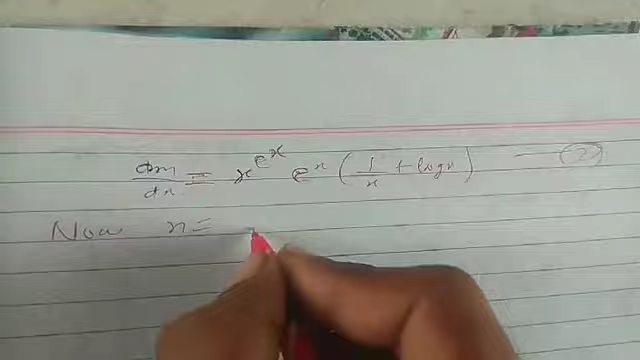 dm/dx = x^e^x e^x (1/x + log x) — (2)
Now n =